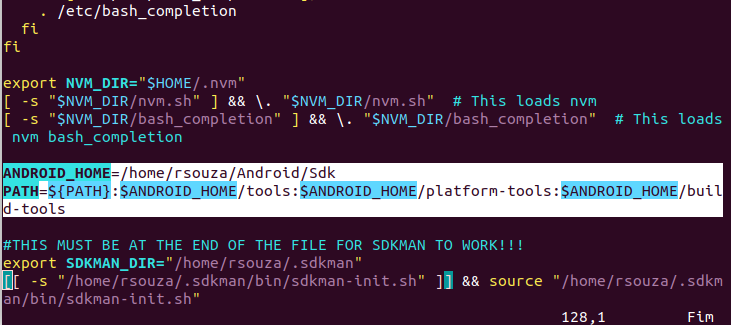 . /etc/bash_completion
fi
fi
export NVM_DIR="$HOME/.nvm"
[ -s "$NVM_DIR/nvm.sh" ] && \. "$NVM_DIR/nvm.sh"  # This loads nvm
[ -s "$NVM_DIR/bash_completion" ] && \. "$NVM_DIR/bash_completion"  # This loads
nvm bash_completion
ANDROID_HOME=/home/rsouza/Android/Sdk
PATH=${PATH}:$ANDROID_HOME/tools:$ANDROID_HOME/platform-tools:$ANDROID_HOME/buil
d-tools
#THIS MUST BE AT THE END OF THE FILE FOR SDKMAN TO WORK!!!
export SDKMAN_DIR="/home/rsouza/.sdkman"
[[ -s "/home/rsouza/.sdkman/bin/sdkman-init.sh" ]] && source "/home/rsouza/.sdkm
an/bin/sdkman-init.sh"
128,1 Fim